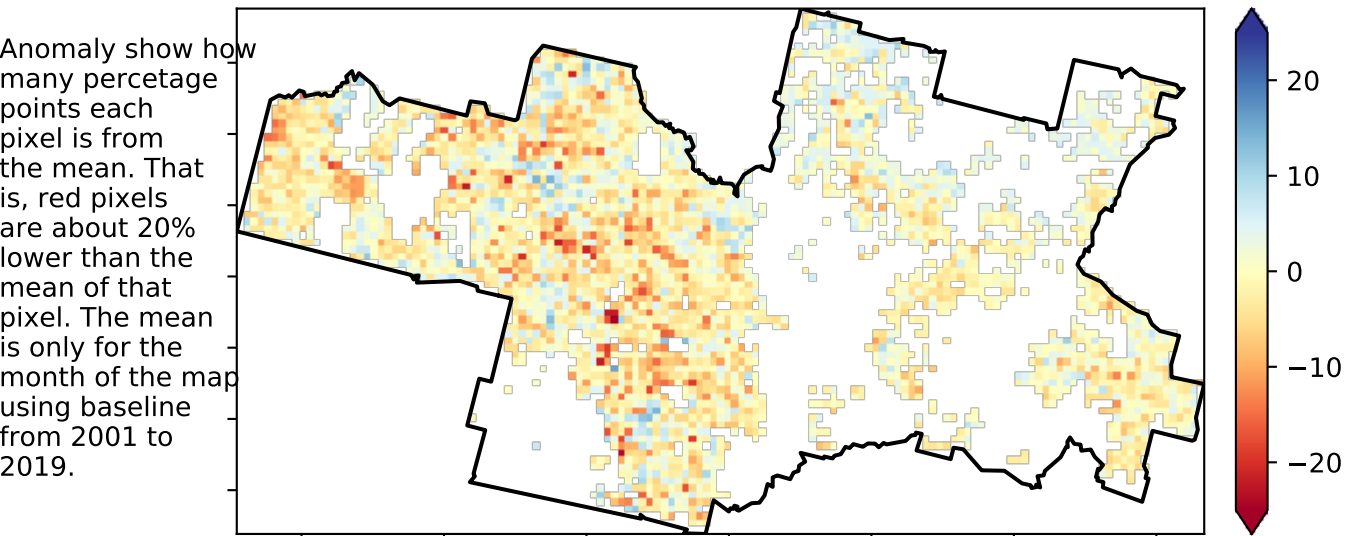 Anomaly show how
many percetage
points each
pixel is from
the mean. That
is, red pixels
are about 20%
lower than the
mean of that
pixel. The mean
is only for the
month of the map
using baseline
from 2001 to
2019.
20
10
0
−10
−20